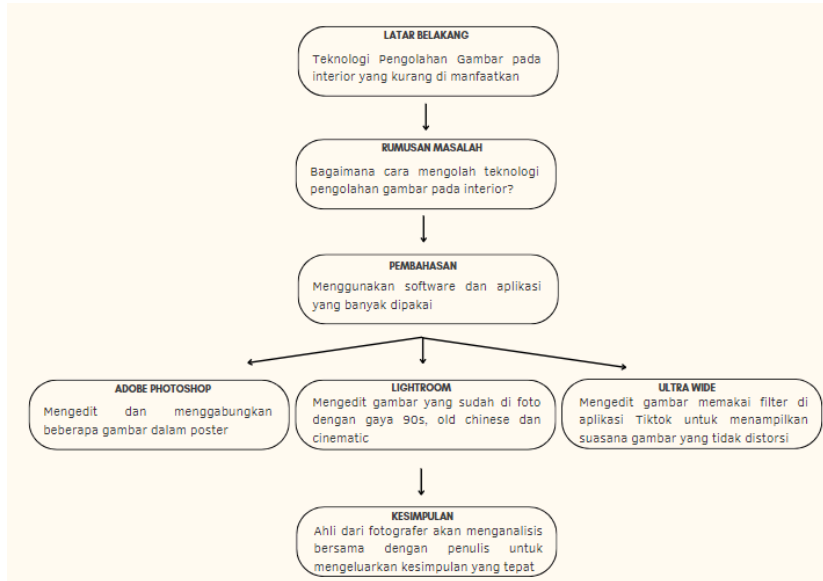 LATAR BELAKANG
Teknologi Pengolahan Gambar pada
interior yang kurang di manfaatkan
RUMUSAN MASALAH
Bagaimana cara mengolah teknologi
pengolahan gambar pada interior?
PEMBAHASAN
Menggunakan software dan aplikasi
yang banyak dipakai
ADOBE PHOTOSHOP
Mengedit dan menggabungkan
beberapa gambar dalam poster
LIGHTROOM
Mengedit gambar yang sudah di foto
dengan gaya 90s, old chinese dan
cinematic
ULTRA WIDE
Mengedit gambar memakai filter di
aplikasi Tiktok untuk menampilkan
suasana gambar yang tidak distorsi
KESIMPULAN
Ahli dari fotografer akan menganalisis
bersama dengan penulis untuk
mengeluarkan kesimpulan yang tepat